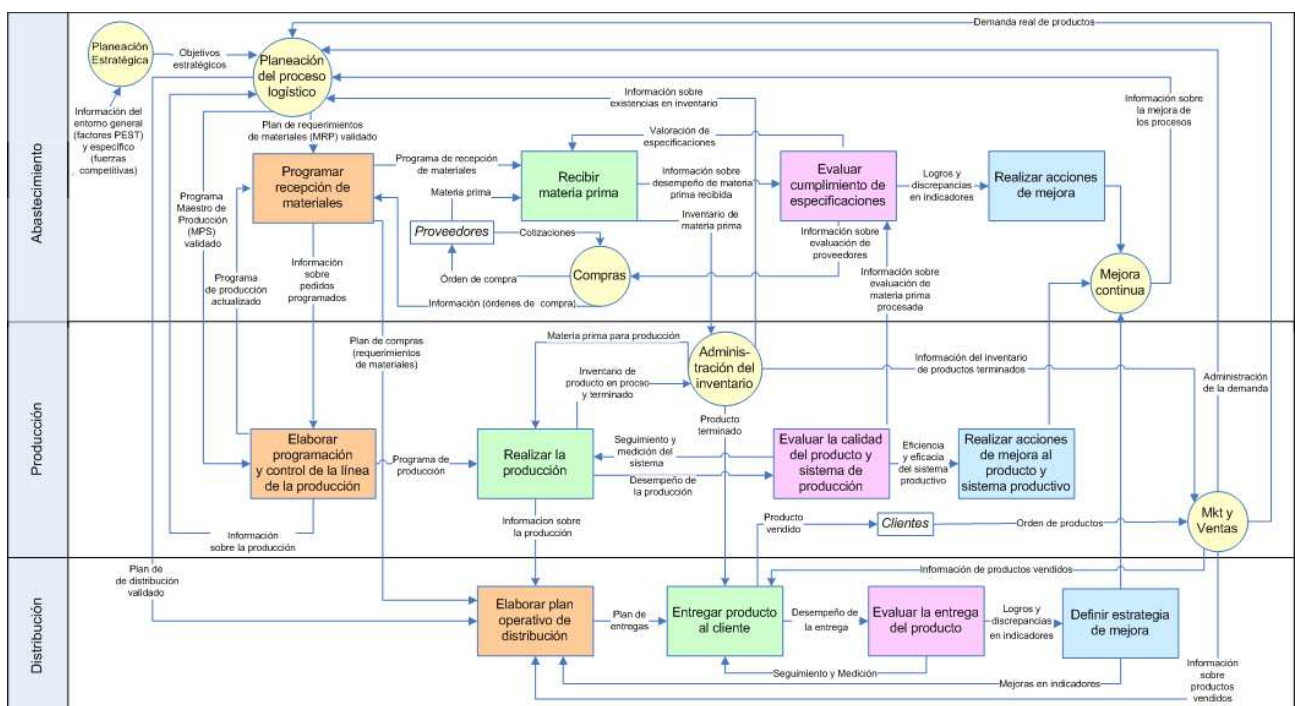 Abastecimiento
Planeación
Estratégica
Objetivos
estratégicos
Planeación
del proceso
logístico
Demanda real de productos
Información del
entorno general
(factores PEST)
y específico
(fuerzas
competitivas)
Plan de requerimientos
de materiales (MRP) validado
Información sobre
existencias en inventario
Información sobre
la mejora de
los procesos
Valoración de
especificaciones
Programar
recepción de
materiales
Programa de recepción
de materiales
Materia prima
Recibir
materia prima
Información sobre
desempeño de materia
prima recibida
Evaluar
cumplimiento de
especificaciones
Logros y
discrepancias
en indicadores
Realizar acciones
de mejora
Programa
Maestro de
Producción
(MPS)
validado
Inventario de
materia prima
Proveedores
Cotizaciones
Información sobre
evaluación de
proveedores
Programa
de producción
actualizado
Información
sobre
pedidos
programados
Órden de compra
Compras
Información sobre
evaluación de
materia prima
procesada
Mejora
continua
Información (órdenes de compra)
Producción
Plan de compras
(requerimientos
de materiales)
Materia prima para producción
Adminis-
tración del
inventario
Información del inventario
de productos terminados
Administración
de la demanda
Inventario de
producto en procso
y terminado
Producto
terminado
Elaborar
programación
y control de la línea
de la producción
Programa de
producción
Realizar la
producción
Seguimiento y
medición del
sistema
Desempeño de
la producción
Evaluar la calidad
del producto y
sistema de
producción
Eficiencia
y eficacia
del sistema
productivo
Realizar acciones
de mejora al
producto y
sistema productivo
Información
sobre la producción
Informacion sobre
la producción
Producto
vendido
Clientes
Orden de productos
Mkt y
Ventas
Distribución
Plan de
de distribución
validado
Información de productos vendidos
Elaborar plan
operativo de
distribución
Plan de
entregas
Entregar producto
al cliente
Desempeño de
la entrega
Evaluar la entrega
del producto
Logros y
discrepancias
en indicadores
Definir estrategia
de mejora
Seguimiento y Medición
Mejoras en indicadores
Información
sobre
productos
vendidos